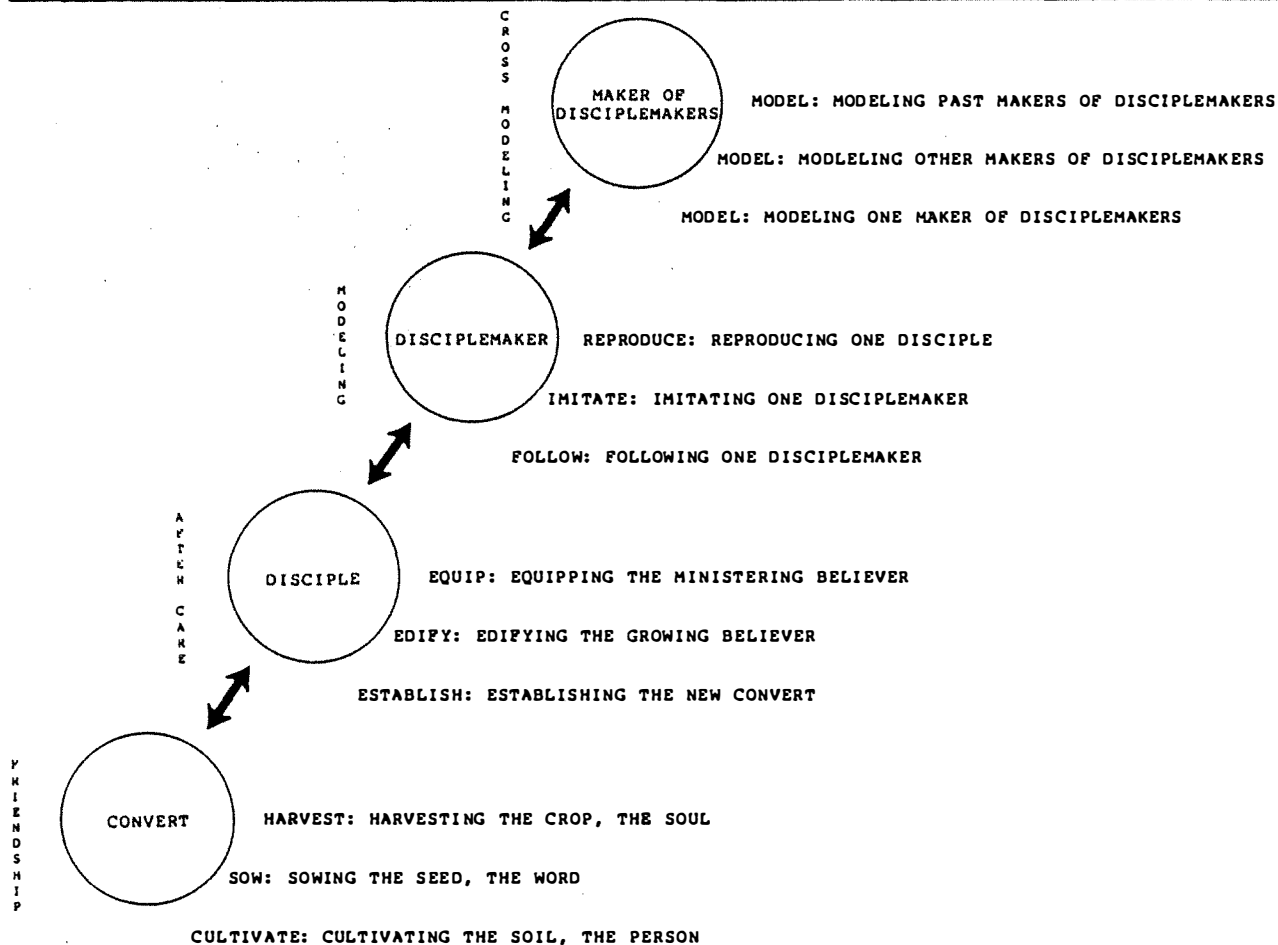 CROSS MODELING
MAKER OF
DISCIPLEMAKERS
MODEL: MODELING PAST MAKERS OF DISCIPLEMAKERS
MODEL: MODLELING OTHER MAKERS OF DISCIPLEMAKERS
MODEL: MODELING ONE MAKER OF DISCIPLEMAKERS
MODELING
DISCIPLEMAKER
REPRODUCE: REPRODUCING ONE DISCIPLE
IMITATE: IMITATING ONE DISCIPLEMAKER
FOLLOW: FOLLOWING ONE DISCIPLEMAKER
AFTER CARE
DISCIPLE
EQUIP: EQUIPPING THE MINISTERING BELIEVER
EDIFY: EDIFYING THE GROWING BELIEVER
ESTABLISH: ESTABLISHING THE NEW CONVERT
FRIENDSHIP
CONVERT
HARVEST: HARVESTING THE CROP, THE SOUL
SOW: SOWING THE SEED, THE WORD
CULTIVATE: CULTIVATING THE SOIL, THE PERSON